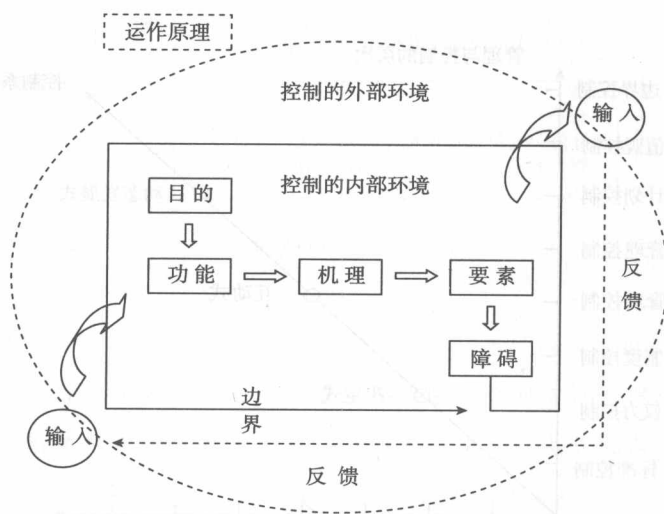 运作原理
控制的外部环境
输入
控制的内部环境
目的
功能
机理
要素
障碍
反
馈
边
界
输入
反馈